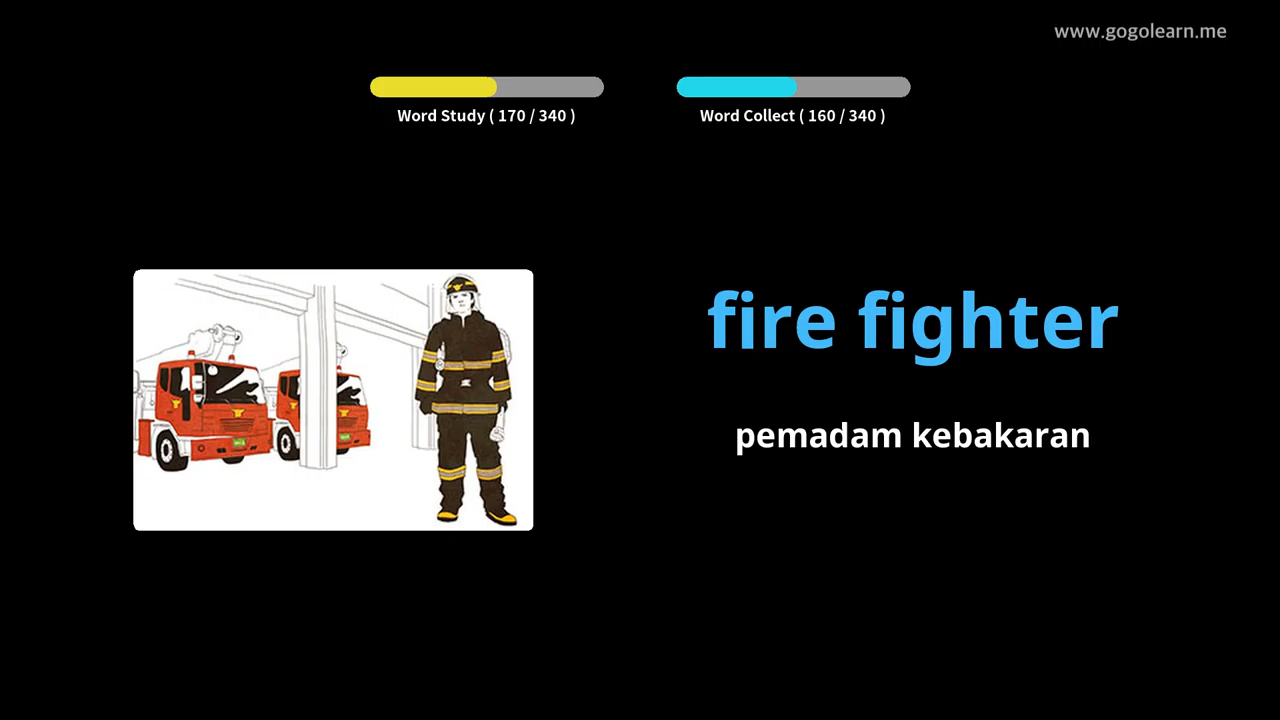 www.gogolearn.me
Word Study ( 170 / 340 )
Word Collect ( 160 / 340 )
fire fighter
pemadam kebakaran